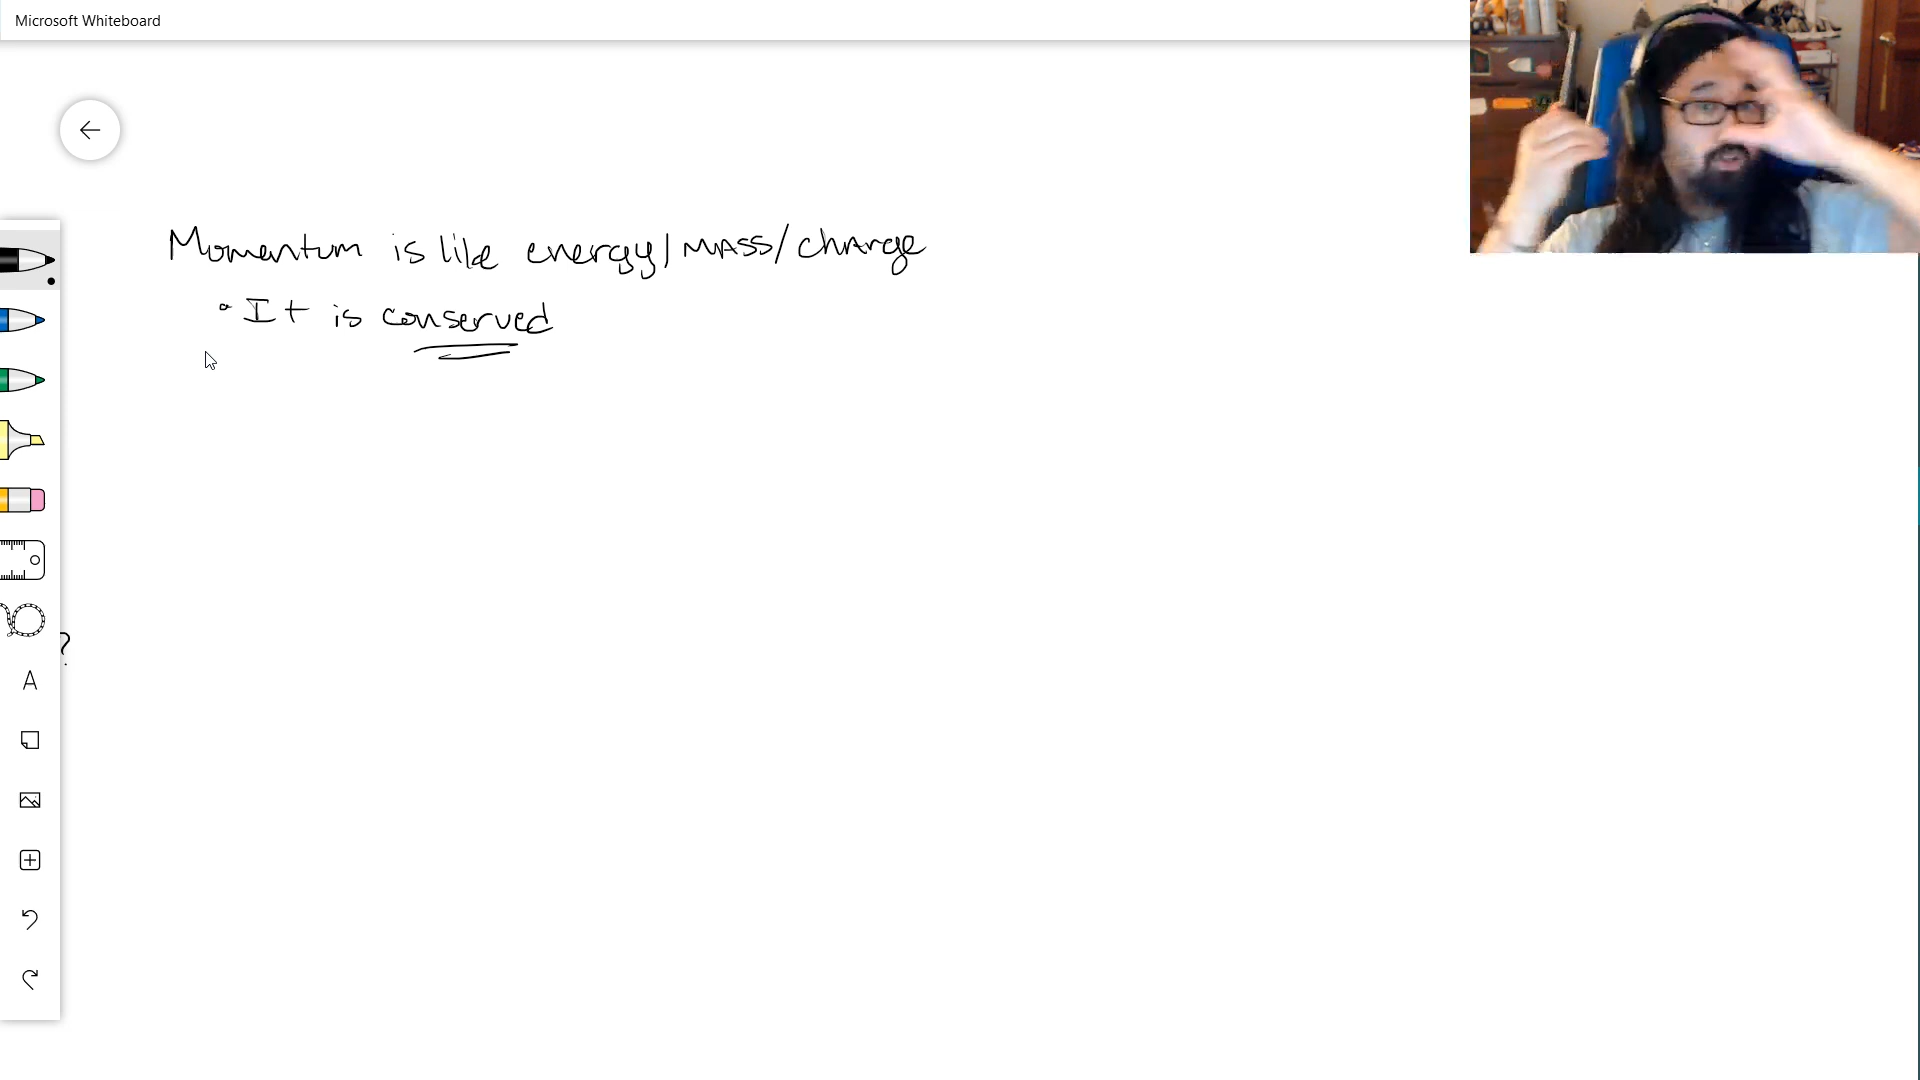 Microsoft Whiteboard
Momentum is like energy/MASS/chArge
• It is conserved
?
A